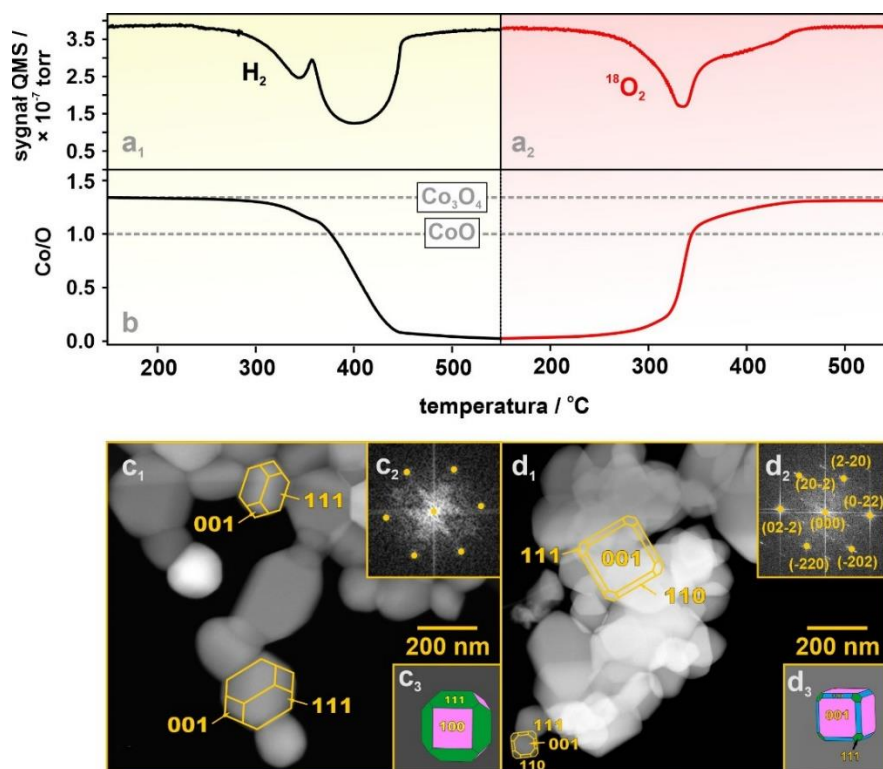 sygnał QMS /
× 10⁻⁷ torr
3.5
2.5
1.5
0.5
H₂
a₁
¹⁸O₂
a₂
Co/O
1.5
1.0
0.5
0.0
Co₃O₄
CoO
b
200 300 400 500 200 300 400 500
temperatura / °C
c₁
001
111
001
111
c₂
200 nm
c₃
111
100
d₁
111
001
110
111
001
110
d₂
(2-20)
(20-2)
(0-22)
(02-2)
(000)
(-220)
(-202)
200 nm
d₃
001
111